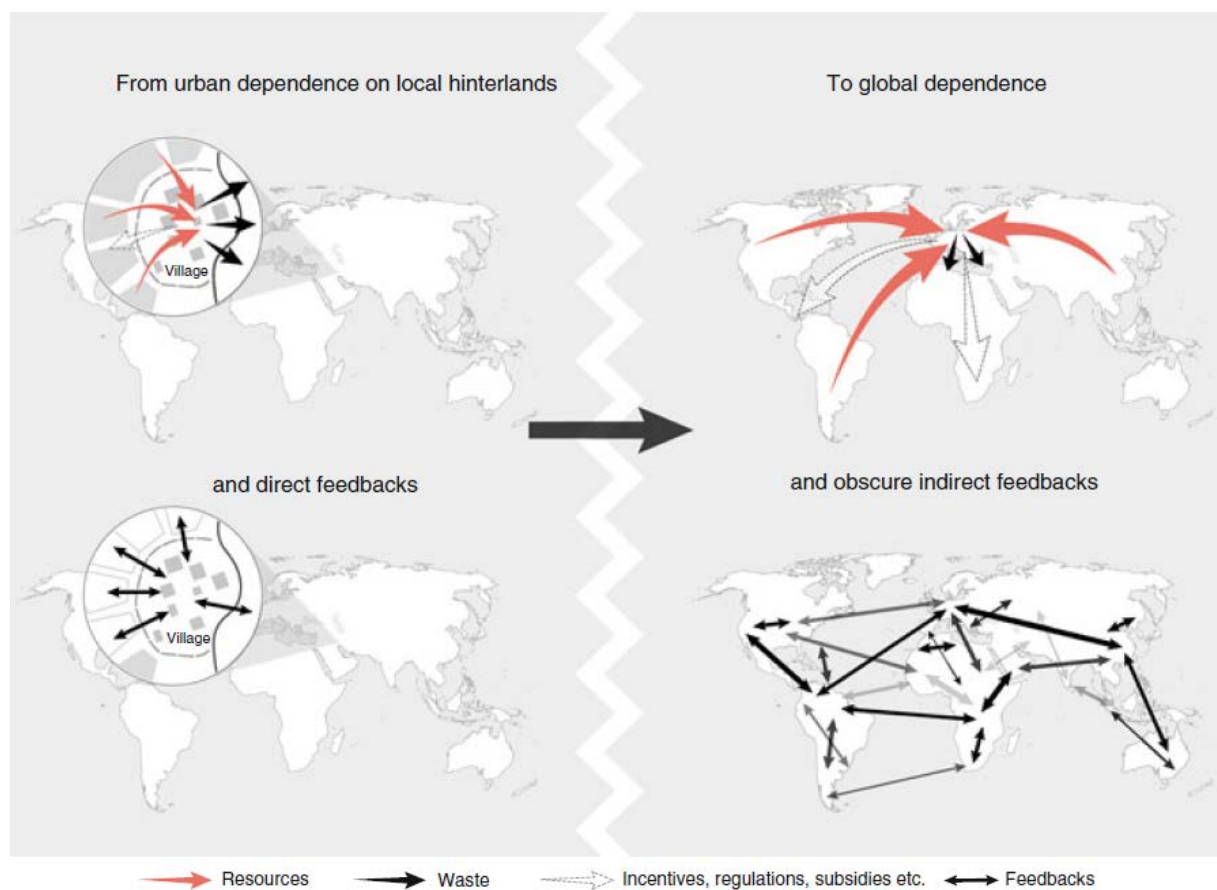 From urban dependence on local hinterlands
To global dependence
Village
and direct feedbacks
and obscure indirect feedbacks
Village
Resources
Waste
Incentives, regulations, subsidies etc.
Feedbacks